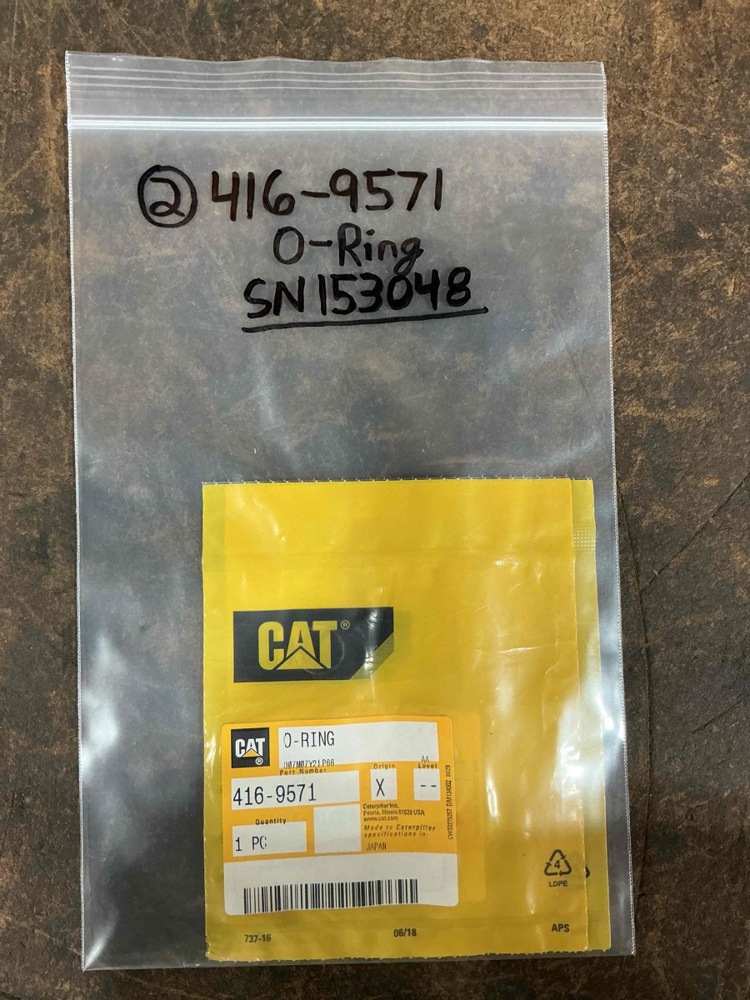 ② 416-9571
O-Ring
SN153048
CAT®
CAT
O-RING
Part Number
Origin
AA
Level
416-9571
X
--
Quantity
1 PC
Caterpillar Inc.
Peoria, Illinois 61629 USA
www.cat.com
Made to Caterpillar
specifications in
JAPAN
4
LDPE
737-16
06/18
APS